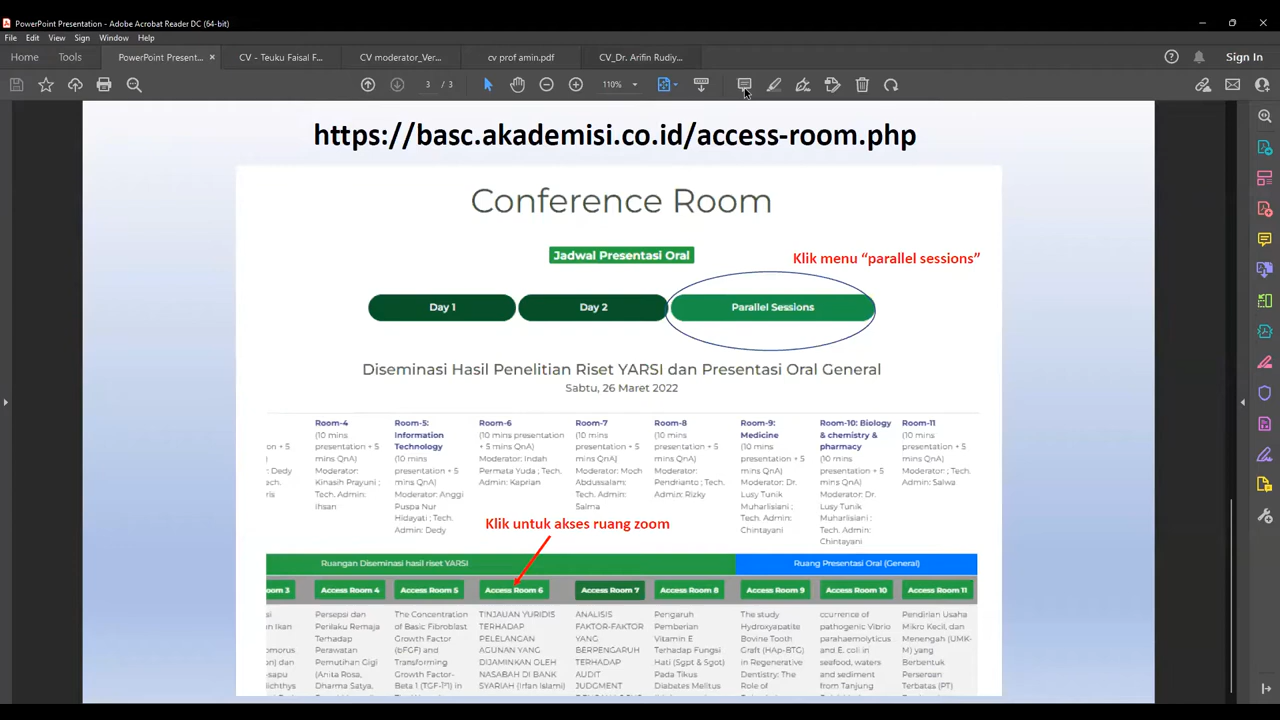 PowerPoint Presentation - Adobe Acrobat Reader DC (64-bit)
File Edit View Sign Window Help
Home Tools PowerPoint Present... × CV - Teuku Faisal F... CV moderator_Ver... cv prof amin.pdf CV_Dr. Arifin Rudiy... Sign In
3 / 3 110%
https://basc.akademisi.co.id/access-room.php
Conference Room
Jadwal Presentasi Oral
Klik menu “parallel sessions”
Day 1 Day 2 Parallel Sessions
Diseminasi Hasil Penelitian Riset YARSI dan Presentasi Oral General
Sabtu, 26 Maret 2022
Room-4
(10 mins
presentation + 5
mins QnA)
Moderator:
Kinasih Prayuni ;
Tech. Admin:
Ihsan
Room-5:
Information
Technology
(10 mins
presentation + 5
mins QnA)
Moderator: Anggi
Puspa Nur
Hidayati ; Tech.
Admin: Dedy
Room-6
(10 mins presentation
+ 5 mins QnA)
Moderator: Indah
Permata Yuda ; Tech.
Admin: Kaprian
Room-7
(10 mins
presentation + 5
mins QnA)
Moderator: Moch
Abdussalam:
Tech. Admin:
Salma
Room-8
(10 mins
presentation + 5
mins QnA)
Moderator:
Pendrianto ; Tech.
Admin: Rizky
Room-9:
Medicine
(10 mins
presentation + 5
mins QnA)
Moderator: Dr.
Lusy Tunik
Muharlisiani ;
Tech. Admin:
Chintayani
Room-10: Biology
& chemistry &
pharmacy
(10 mins
presentation + 5
mins QnA)
Moderator: Dr.
Lusy Tunik
Muharlisiani ;
Tech. Admin:
Chintayani
Room-11
(10 mins
presentation + 5
mins QnA)
Moderator: ; Tech.
Admin: Salwa
on + 5
Dedy
Klik untuk akses ruang zoom
Ruangan Diseminasi hasil riset YARSI Ruang Presentasi Oral (General)
Access Room 4 Access Room 5 Access Room 6 Access Room 7 Access Room 8 Access Room 9 Access Room 10 Access Room 11
Persepsi dan
Perilaku Remaja
Terhadap
Perawatan
Pemutihan Gigi
(Anita Rosa,
Dharma Satya,
The Concentration
of Basic Fibroblast
Growth Factor
(bFGF) and
Transforming
Growth Factor-
Beta 1 (TGF-β1) in
TINJAUAN YURIDIS
TERHADAP
PELELANGAN
AGUNAN YANG
DIJAMINKAN OLEH
NASABAH DI BANK
SYARIAH (Irfan Islami)
ANALISIS
FAKTOR-FAKTOR
YANG
BERPENGARUH
TERHADAP
AUDIT
JUDGMENT
Pengaruh
Pemberian
Vitamin E
Terhadap Fungsi
Hati (Sgpt & Sgot)
Pada Tikus
Diabetes Melitus
The study
Hydroxyapatite
Bovine Tooth
Graft (HAp-BTG)
in Regenerative
Dentistry: The
Role of
ccurrence of
pathogenic Vibrio
parahaemolyticus
and E. coli in
seafood, waters
and sediment
from Tanjung
Pendirian Usaha
Mikro Kecil, dan
Menengah (UMK-
M) yang
Berbentuk
Perseroan
Terbatas (PT)